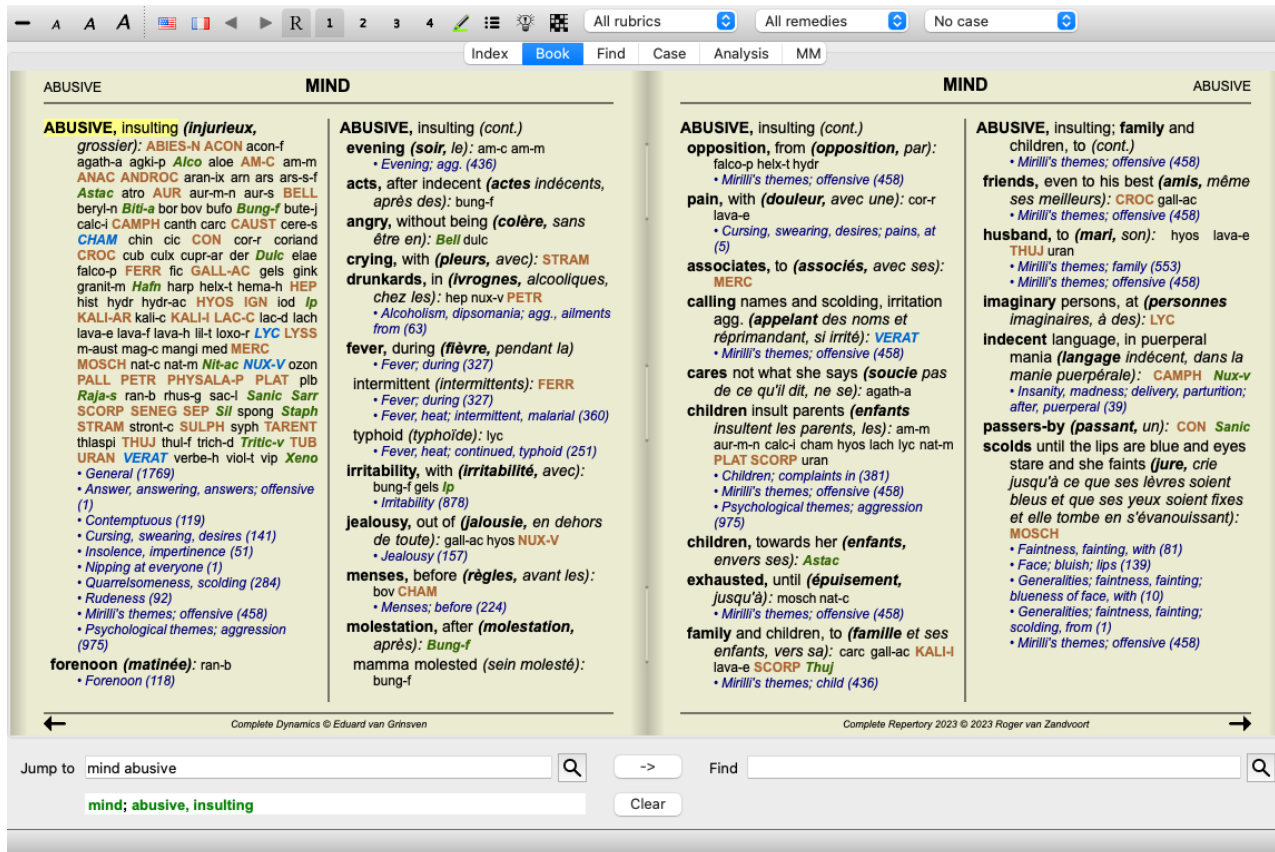 A A A R 1 2 3 4 All rubrics All remedies No case
Index Book Find Case Analysis MM
ABUSIVE MIND
ABUSIVE, insulting (injurieux,
grossier): ABIES-N ACON acon-f
agath-a agki-p Alco aloe AM-C am-m
ANAC ANDROC aran-ix arn ars ars-s-f
Astac atro AUR aur-m-n aur-s BELL
beryl-n Biti-a bor bov bufo Bung-f bute-j
calc-i CAMPH canth carc CAUST cere-s
CHAM chin cic CON cor-r coriand
CROC cub culx cupr-ar der Dulc elae
falco-p FERR fic GALL-AC gels gink
granit-m Hafn harp helx-t hema-h HEP
hist hydr hydr-ac HYOS IGN iod Ip
KALI-AR kali-c KALI-I LAC-C lac-d lach
lava-e lava-f lava-h lil-t loxo-r LYC LYSS
m-aust mag-c mangi med MERC
MOSCH nat-c nat-m Nit-ac NUX-V ozon
PALL PETR PHYSALA-P PLAT plb
Raja-s ran-b rhus-g sac-l Sanic Sarr
SCORP SENEG SEP Sil spong Staph
STRAM stront-c SULPH syph TARENT
thlaspi THUJ thul-f trich-d Tritic-v TUB
URAN VERAT verbe-h viol-t vip Xeno
• General (1769)
• Answer, answering, answers; offensive
(1)
• Contemptuous (119)
• Cursing, swearing, desires (141)
• Insolence, impertinence (51)
• Nipping at everyone (1)
• Quarrelsomeness, scolding (284)
• Rudeness (92)
• Mirilli's themes; offensive (458)
• Psychological themes; aggression
(975)
forenoon (matinée): ran-b
• Forenoon (118)
ABUSIVE, insulting (cont.)
evening (soir, le): am-c am-m
• Evening; agg. (436)
acts, after indecent (actes indécents,
après des): bung-f
angry, without being (colère, sans
être en): Bell dulc
crying, with (pleurs, avec): STRAM
drunkards, in (ivrognes, alcooliques,
chez les): hep nux-v PETR
• Alcoholism, dipsomania; agg., ailments
from (63)
fever, during (fièvre, pendant la)
• Fever; during (327)
intermittent (intermittents): FERR
• Fever; during (327)
• Fever, heat; intermittent, malarial (360)
typhoid (typhoïde): lyc
• Fever, heat; continued, typhoid (251)
irritability, with (irritabilité, avec):
bung-f gels Ip
• Irritability (878)
jealousy, out of (jalousie, en dehors
de toute): gall-ac hyos NUX-V
• Jealousy (157)
menses, before (règles, avant les):
bov CHAM
• Menses; before (224)
molestation, after (molestation,
après): Bung-f
mamma molested (sein molesté):
bung-f
Complete Dynamics © Eduard van Grinsven
MIND ABUSIVE
ABUSIVE, insulting (cont.)
opposition, from (opposition, par):
falco-p helx-t hydr
• Mirilli's themes; offensive (458)
pain, with (douleur, avec une): cor-r
lava-e
• Cursing, swearing, desires; pains, at
(5)
associates, to (associés, avec ses):
MERC
calling names and scolding, irritation
agg. (appelant des noms et
réprimandant, si irrité): VERAT
• Mirilli's themes; offensive (458)
cares not what she says (soucie pas
de ce qu'il dit, ne se): agath-a
children insult parents (enfants
insultent les parents, les): am-m
aur-m-n calc-i cham hyos lach lyc nat-m
PLAT SCORP uran
• Children; complaints in (381)
• Mirilli's themes; offensive (458)
• Psychological themes; aggression
(975)
children, towards her (enfants,
envers ses): Astac
exhausted, until (épuisement,
jusqu'à): mosch nat-c
• Mirilli's themes; offensive (458)
family and children, to (famille et ses
enfants, vers sa): carc gall-ac KALI-I
lava-e SCORP Thuj
• Mirilli's themes; child (436)
ABUSIVE, insulting; family and
children, to (cont.)
• Mirilli's themes; offensive (458)
friends, even to his best (amis, même
ses meilleurs): CROC gall-ac
• Mirilli's themes; offensive (458)
husband, to (mari, son): hyos lava-e
THUJ uran
• Mirilli's themes; family (553)
• Mirilli's themes; offensive (458)
imaginary persons, at (personnes
imaginaires, à des): LYC
indecent language, in puerperal
mania (langage indécent, dans la
manie puerpérale): CAMPH Nux-v
• Insanity, madness; delivery, parturition;
after, puerperal (39)
passers-by (passant, un): CON Sanic
scolds until the lips are blue and eyes
stare and she faints (jure, crie
jusqu'à ce que ses lèvres soient
bleus et que ses yeux soient fixes
et elle tombe en s'évanouissant):
MOSCH
• Faintness, fainting, with (81)
• Face; bluish; lips (139)
• Generalities; faintness, fainting;
blueness of face, with (10)
• Generalities; faintness, fainting;
scolding, from (1)
• Mirilli's themes; offensive (458)
Complete Repertory 2023 © 2023 Roger van Zandvoort
Jump to mind abusive -> Find
mind; abusive, insulting Clear